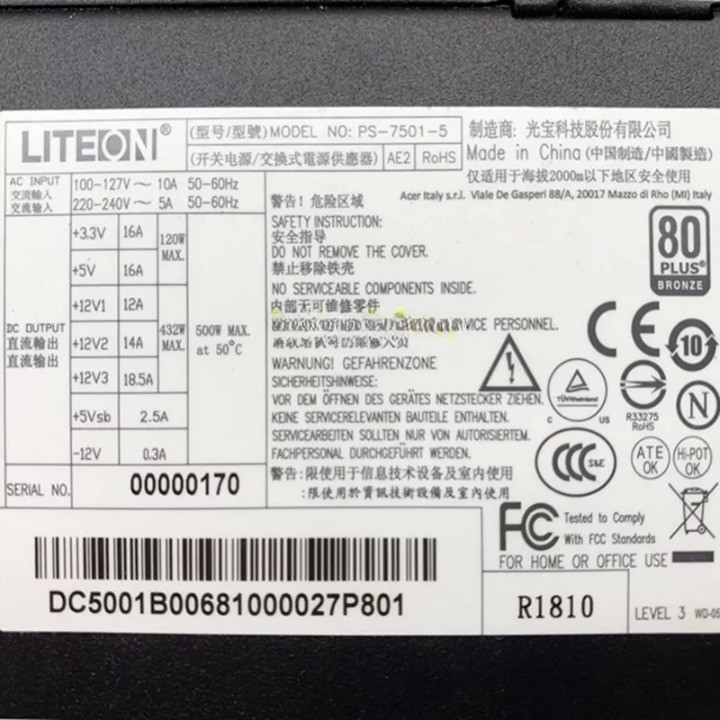 LITEON®
(型号/型號)MODEL NO: PS-7501-5
(开关电源/交換式電源供應器) AE2 RoHS
制造商: 光宝科技股份有限公司
Made in China (中国制造/中國製造)
仅适用于海拔2000m以下地区安全使用
Acer Italy s.r.l. Viale De Gasperi 88/A, 20017 Mazzo di Rho (MI) Italy
AC INPUT
交流輸入
交流输入
100-127V～ 10A 50-60Hz
220-240V～ 5A 50-60Hz
DC OUTPUT
直流輸出
直流输出
+3.3V 16A
+5V 16A
120W MAX.
+12V1 12A
+12V2 14A
+12V3 18.5A
432W MAX.
+5Vsb 2.5A
-12V 0.3A
500W MAX.
at 50°C
SERIAL NO. 00000170
警告! 危险区域
SAFETY INSTRUCTION:
安全指导
DO NOT REMOVE THE COVER.
禁止移除铁壳
NO SERVICEABLE COMPONENTS INSIDE.
内部无可维修零件
SERVICE PERSONNEL.
WARNUNG! GEFAHRENZONE
SICHERHEITSHINWEISE:
VOR DEM ÖFFNEN DES GERÄTES NETZSTECKER ZIEHEN.
KEINE SERVICERELEVANTEN BAUTEILE ENTHALTEN.
SERVICEARBEITEN SOLLTEN NUR VON AUTORISIERTEM.
FACHPERSONAL DURCHGEFÜHRT WERDEN.
警告:限使用于信息技术设备及室内使用
:限使用於資訊技術設備及室內使用
80
PLUS®
BRONZE
CE
10
TÜVRheinland
C US
R33275
RoHS
N
CCC S&E
ATE
OK
Hi-POT
OK
FC Tested to Comply
With FCC Standards
FOR HOME OR OFFICE USE
DC5001B00681000027P801
R1810
LEVEL 3 WD-05